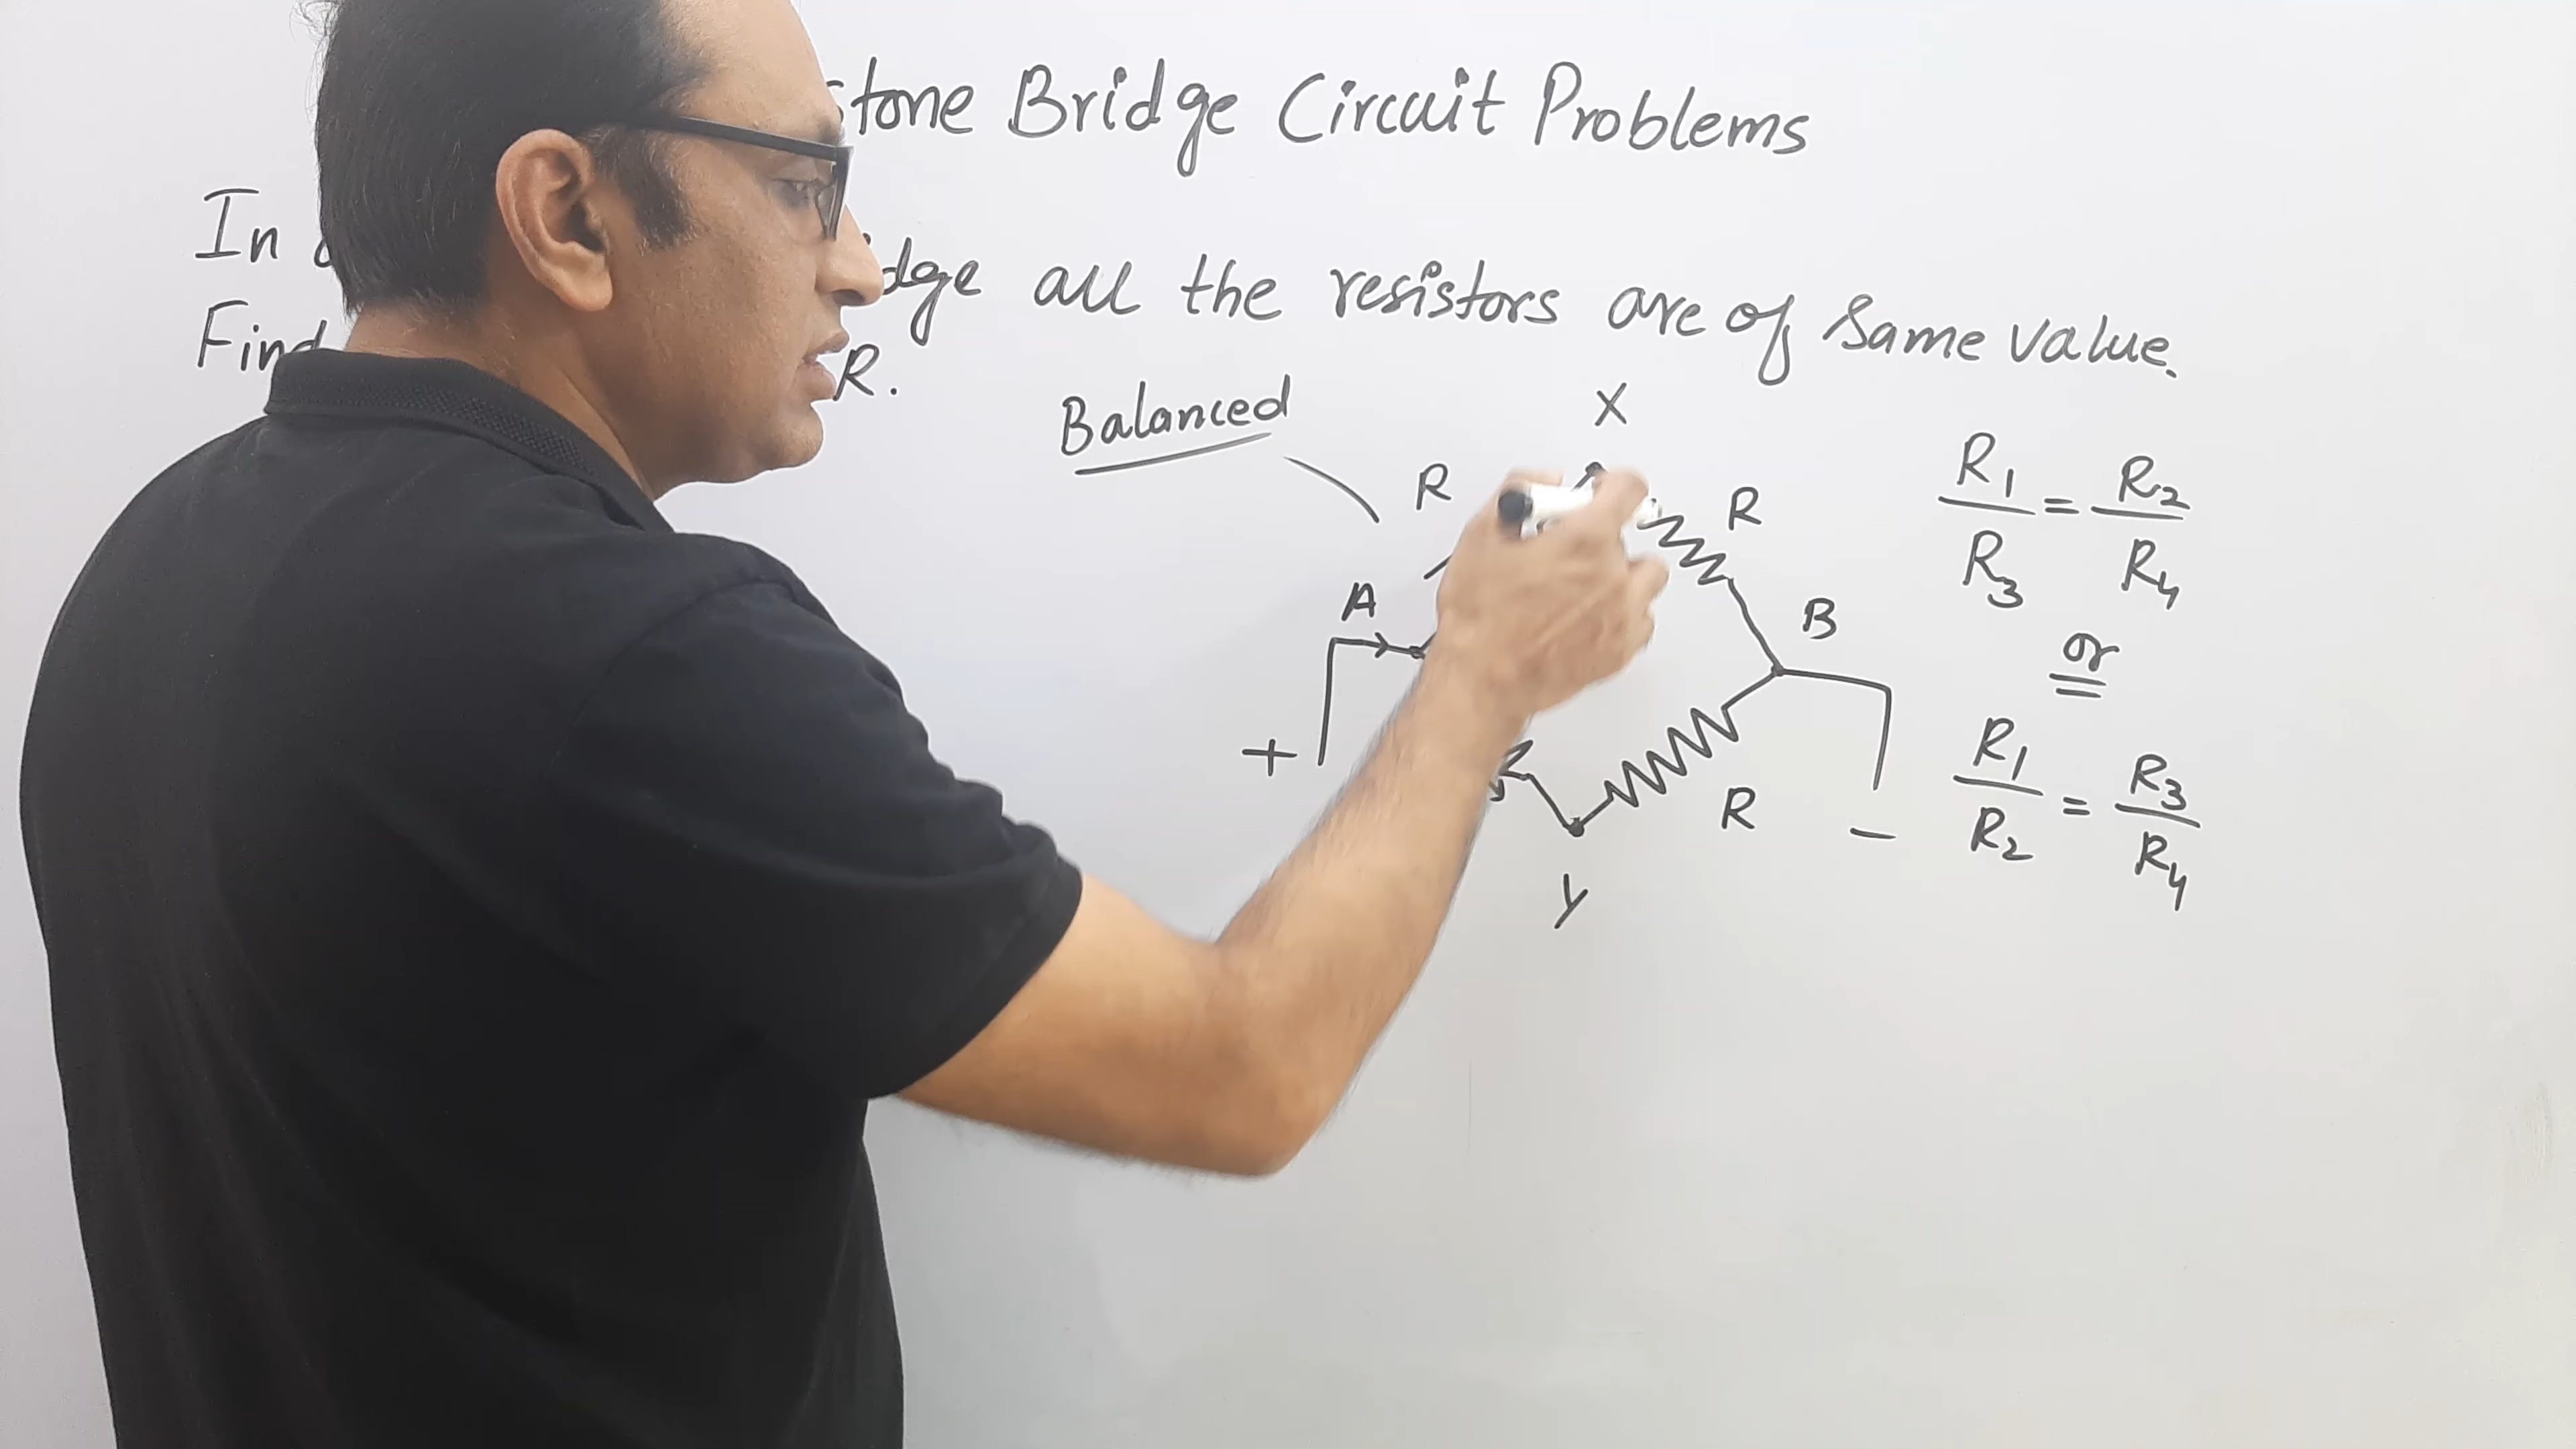 stone Bridge Circuit Problems
In dge all the resistors are of Same value.
Find R.
Balanced
X
R
R
A
B
+
R
-
Y
R1/R3 = R2/R4
or
R1/R2 = R3/R4